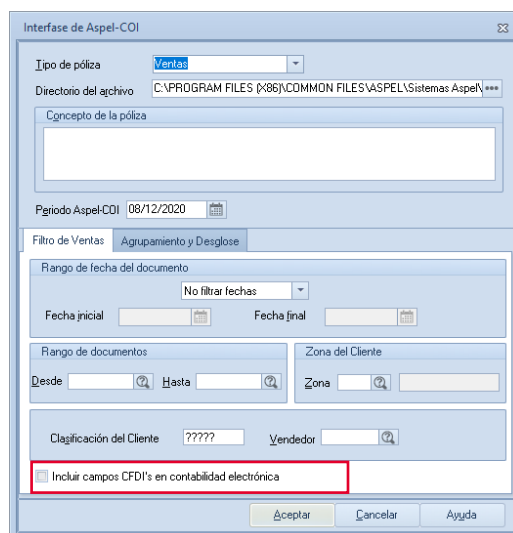 Interfase de Aspel-COI
Tipo de póliza Ventas
Directorio del archivo C:\PROGRAM FILES (X86)\COMMON FILES\ASPEL\Sistemas Aspel\ •••
Concepto de la póliza
Periodo Aspel-COI 08/12/2020
Filtro de Ventas Agrupamiento y Desglose
Rango de fecha del documento
No filtrar fechas
Fecha inicial Fecha final
Rango de documentos Zona del Cliente
Desde Hasta Zona
Clasificación del Cliente ????? Vendedor
Incluir campos CFDI's en contabilidad electrónica
Aceptar Cancelar Ayuda